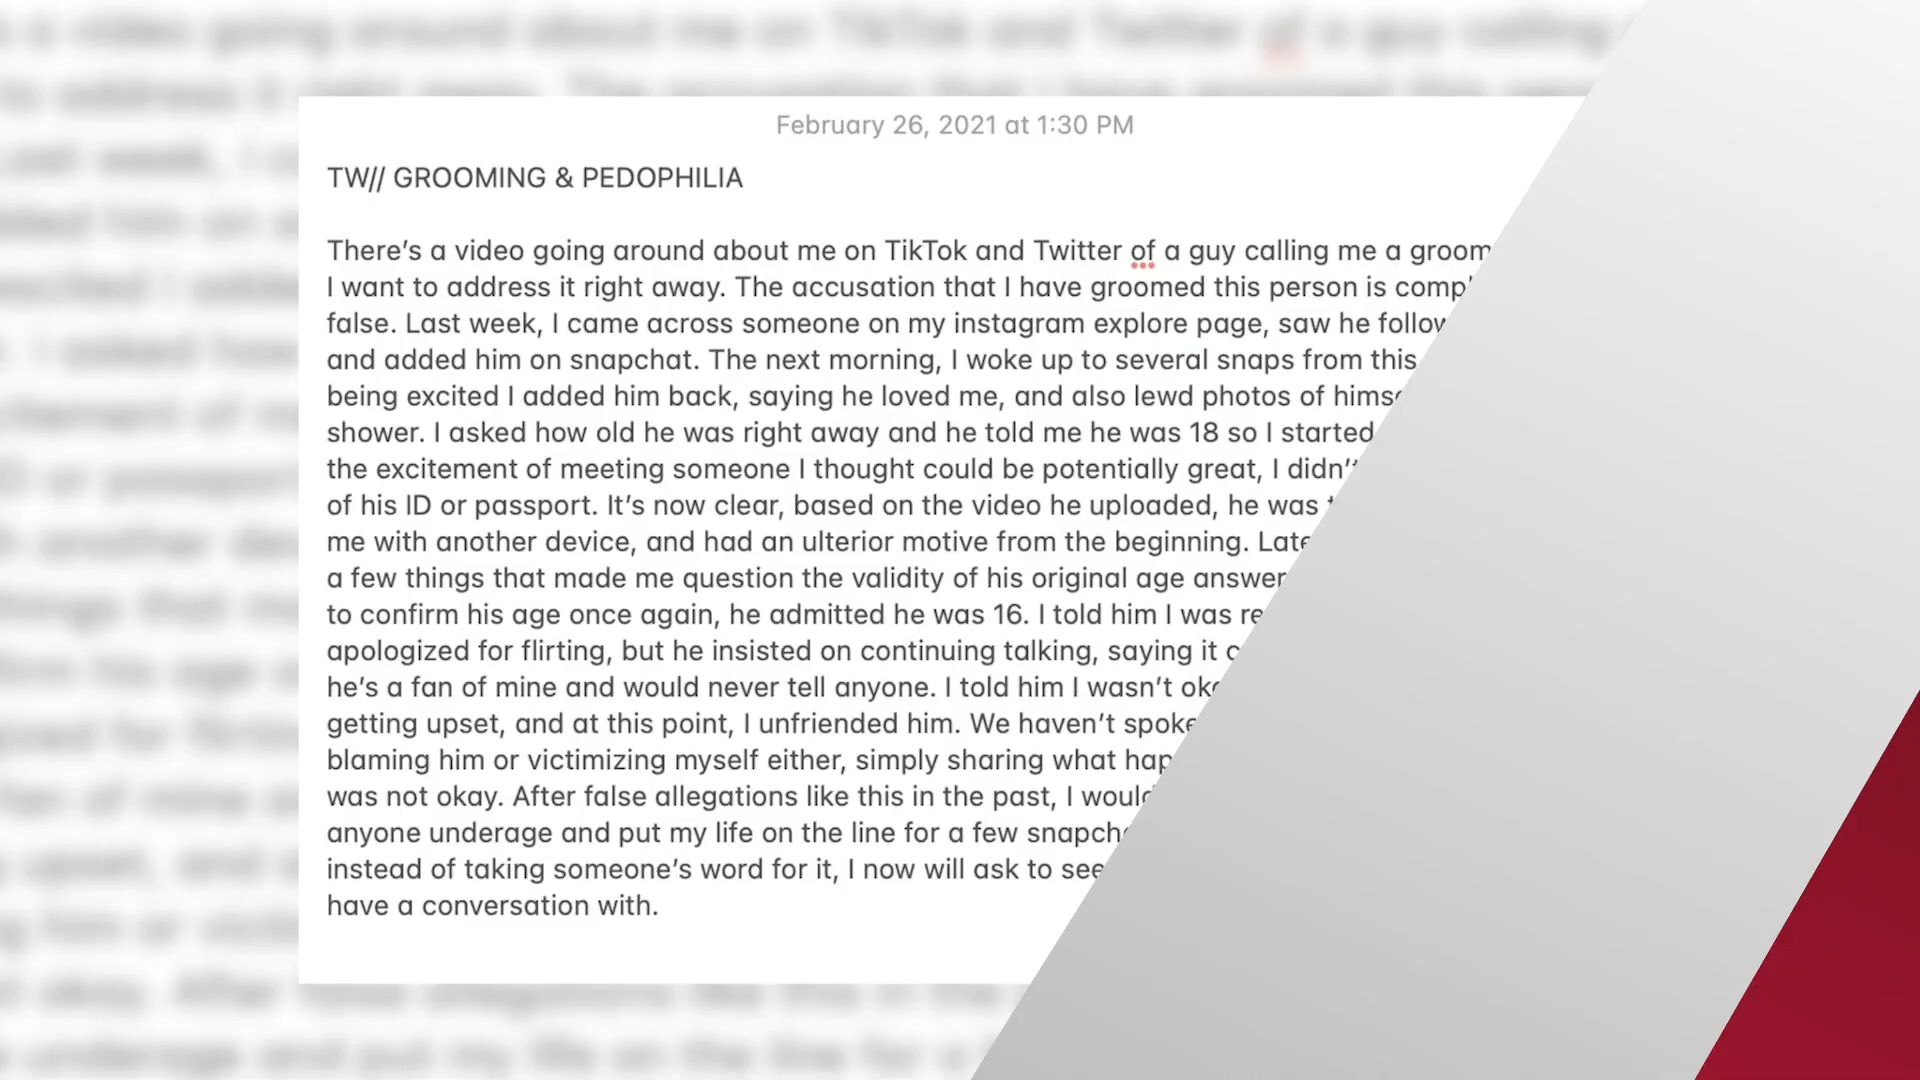 February 26, 2021 at 1:30 PM
TW// GROOMING & PEDOPHILIA
There's a video going around about me on TikTok and Twitter of a guy calling me a groom
I want to address it right away. The accusation that I have groomed this person is comp
false. Last week, I came across someone on my instagram explore page, saw he follow
and added him on snapchat. The next morning, I woke up to several snaps from this
being excited I added him back, saying he loved me, and also lewd photos of himse
shower. I asked how old he was right away and he told me he was 18 so I started
the excitement of meeting someone I thought could be potentially great, I didn't
of his ID or passport. It's now clear, based on the video he uploaded, he was
me with another device, and had an ulterior motive from the beginning. Late
a few things that made me question the validity of his original age answer
to confirm his age once again, he admitted he was 16. I told him I was re
apologized for flirting, but he insisted on continuing talking, saying it
he's a fan of mine and would never tell anyone. I told him I wasn't oka
getting upset, and at this point, I unfriended him. We haven't spoke
blaming him or victimizing myself either, simply sharing what hap
was not okay. After false allegations like this in the past, I would
anyone underage and put my life on the line for a few snapcha
instead of taking someone's word for it, I now will ask to see
have a conversation with.